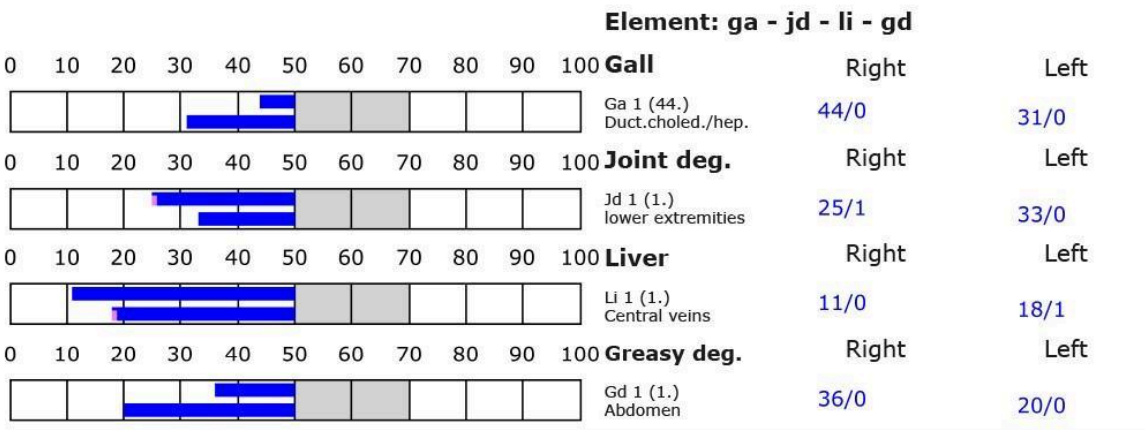 Element: ga - jd - li - gd
0 10 20 30 40 50 60 70 80 90 100 Gall Right Left
Ga 1 (44.) 44/0 31/0
Duct.choled./hep.
0 10 20 30 40 50 60 70 80 90 100 Joint deg. Right Left
Jd 1 (1.) 25/1 33/0
lower extremities
0 10 20 30 40 50 60 70 80 90 100 Liver Right Left
Li 1 (1.) 11/0 18/1
Central veins
0 10 20 30 40 50 60 70 80 90 100 Greasy deg. Right Left
Gd 1 (1.) 36/0 20/0
Abdomen